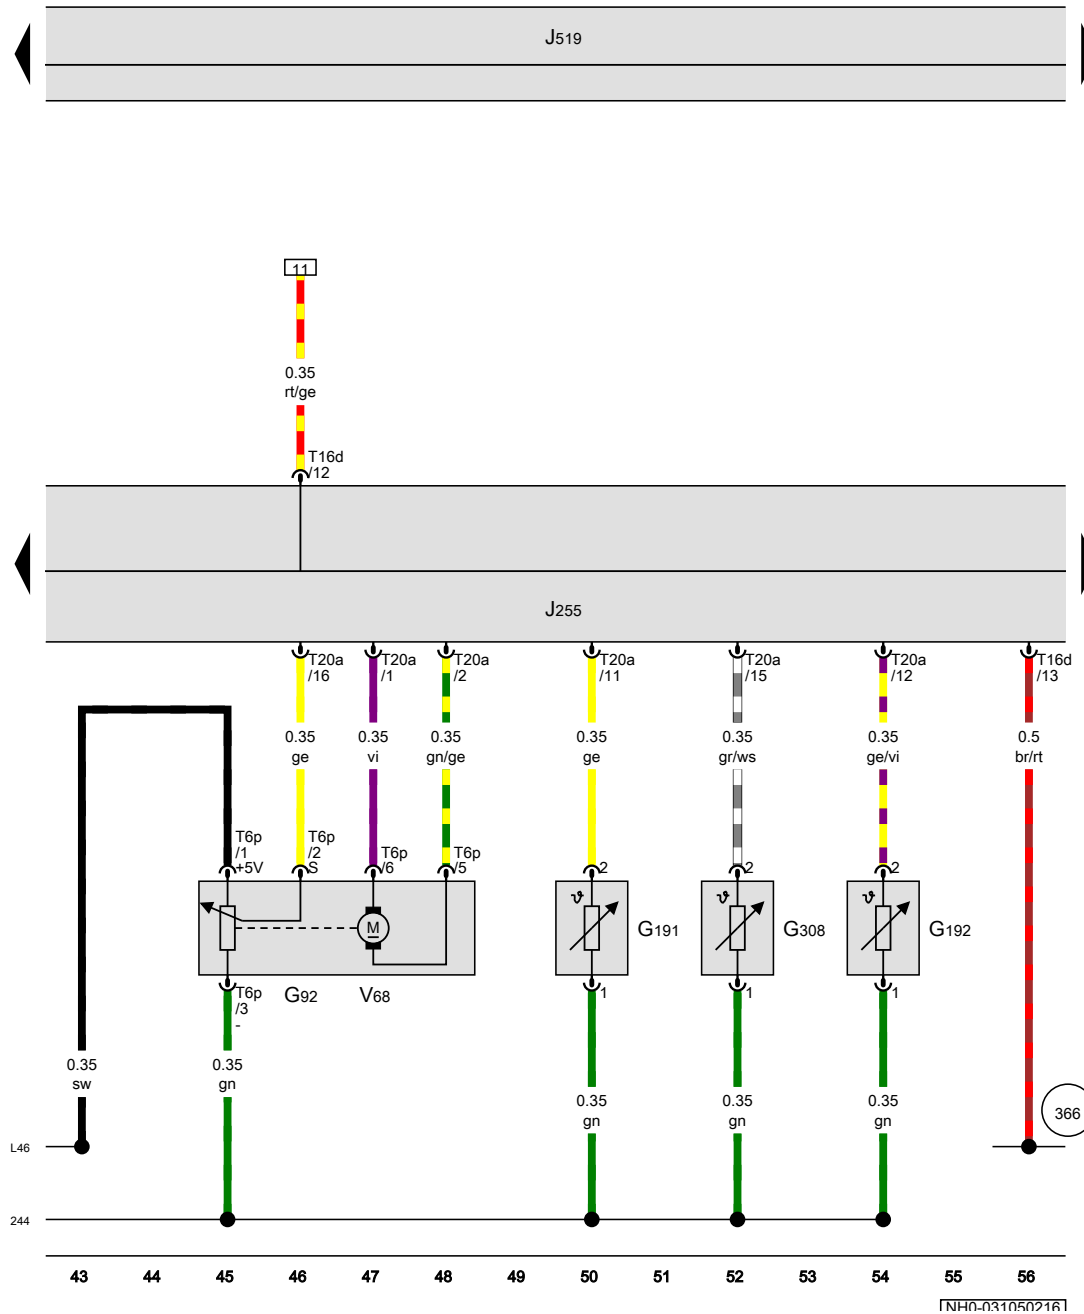 J519
11
0.35
rt/ge
T16d
/12
J255
T20a
/16
T20a
/1
T20a
/2
T20a
/11
T20a
/15
T20a
/12
T16d
/13
0.35
ge
0.35
vi
0.35
gn/ge
0.35
ge
0.35
gr/ws
0.35
ge/vi
0.5
br/rt
T6p
/1
+5V
T6p
/2
S
T6p
/6
T6p
/5
2
2
2
ϑ
ϑ
ϑ
M
G191
G308
G192
T6p
/3
-
G92
V68
1
1
1
0.35
sw
0.35
gn
0.35
gn
0.35
gn
0.35
gn
366
L46
244
43 44 45 46 47 48 49 50 51 52 53 54 55 56
NH0-031050216